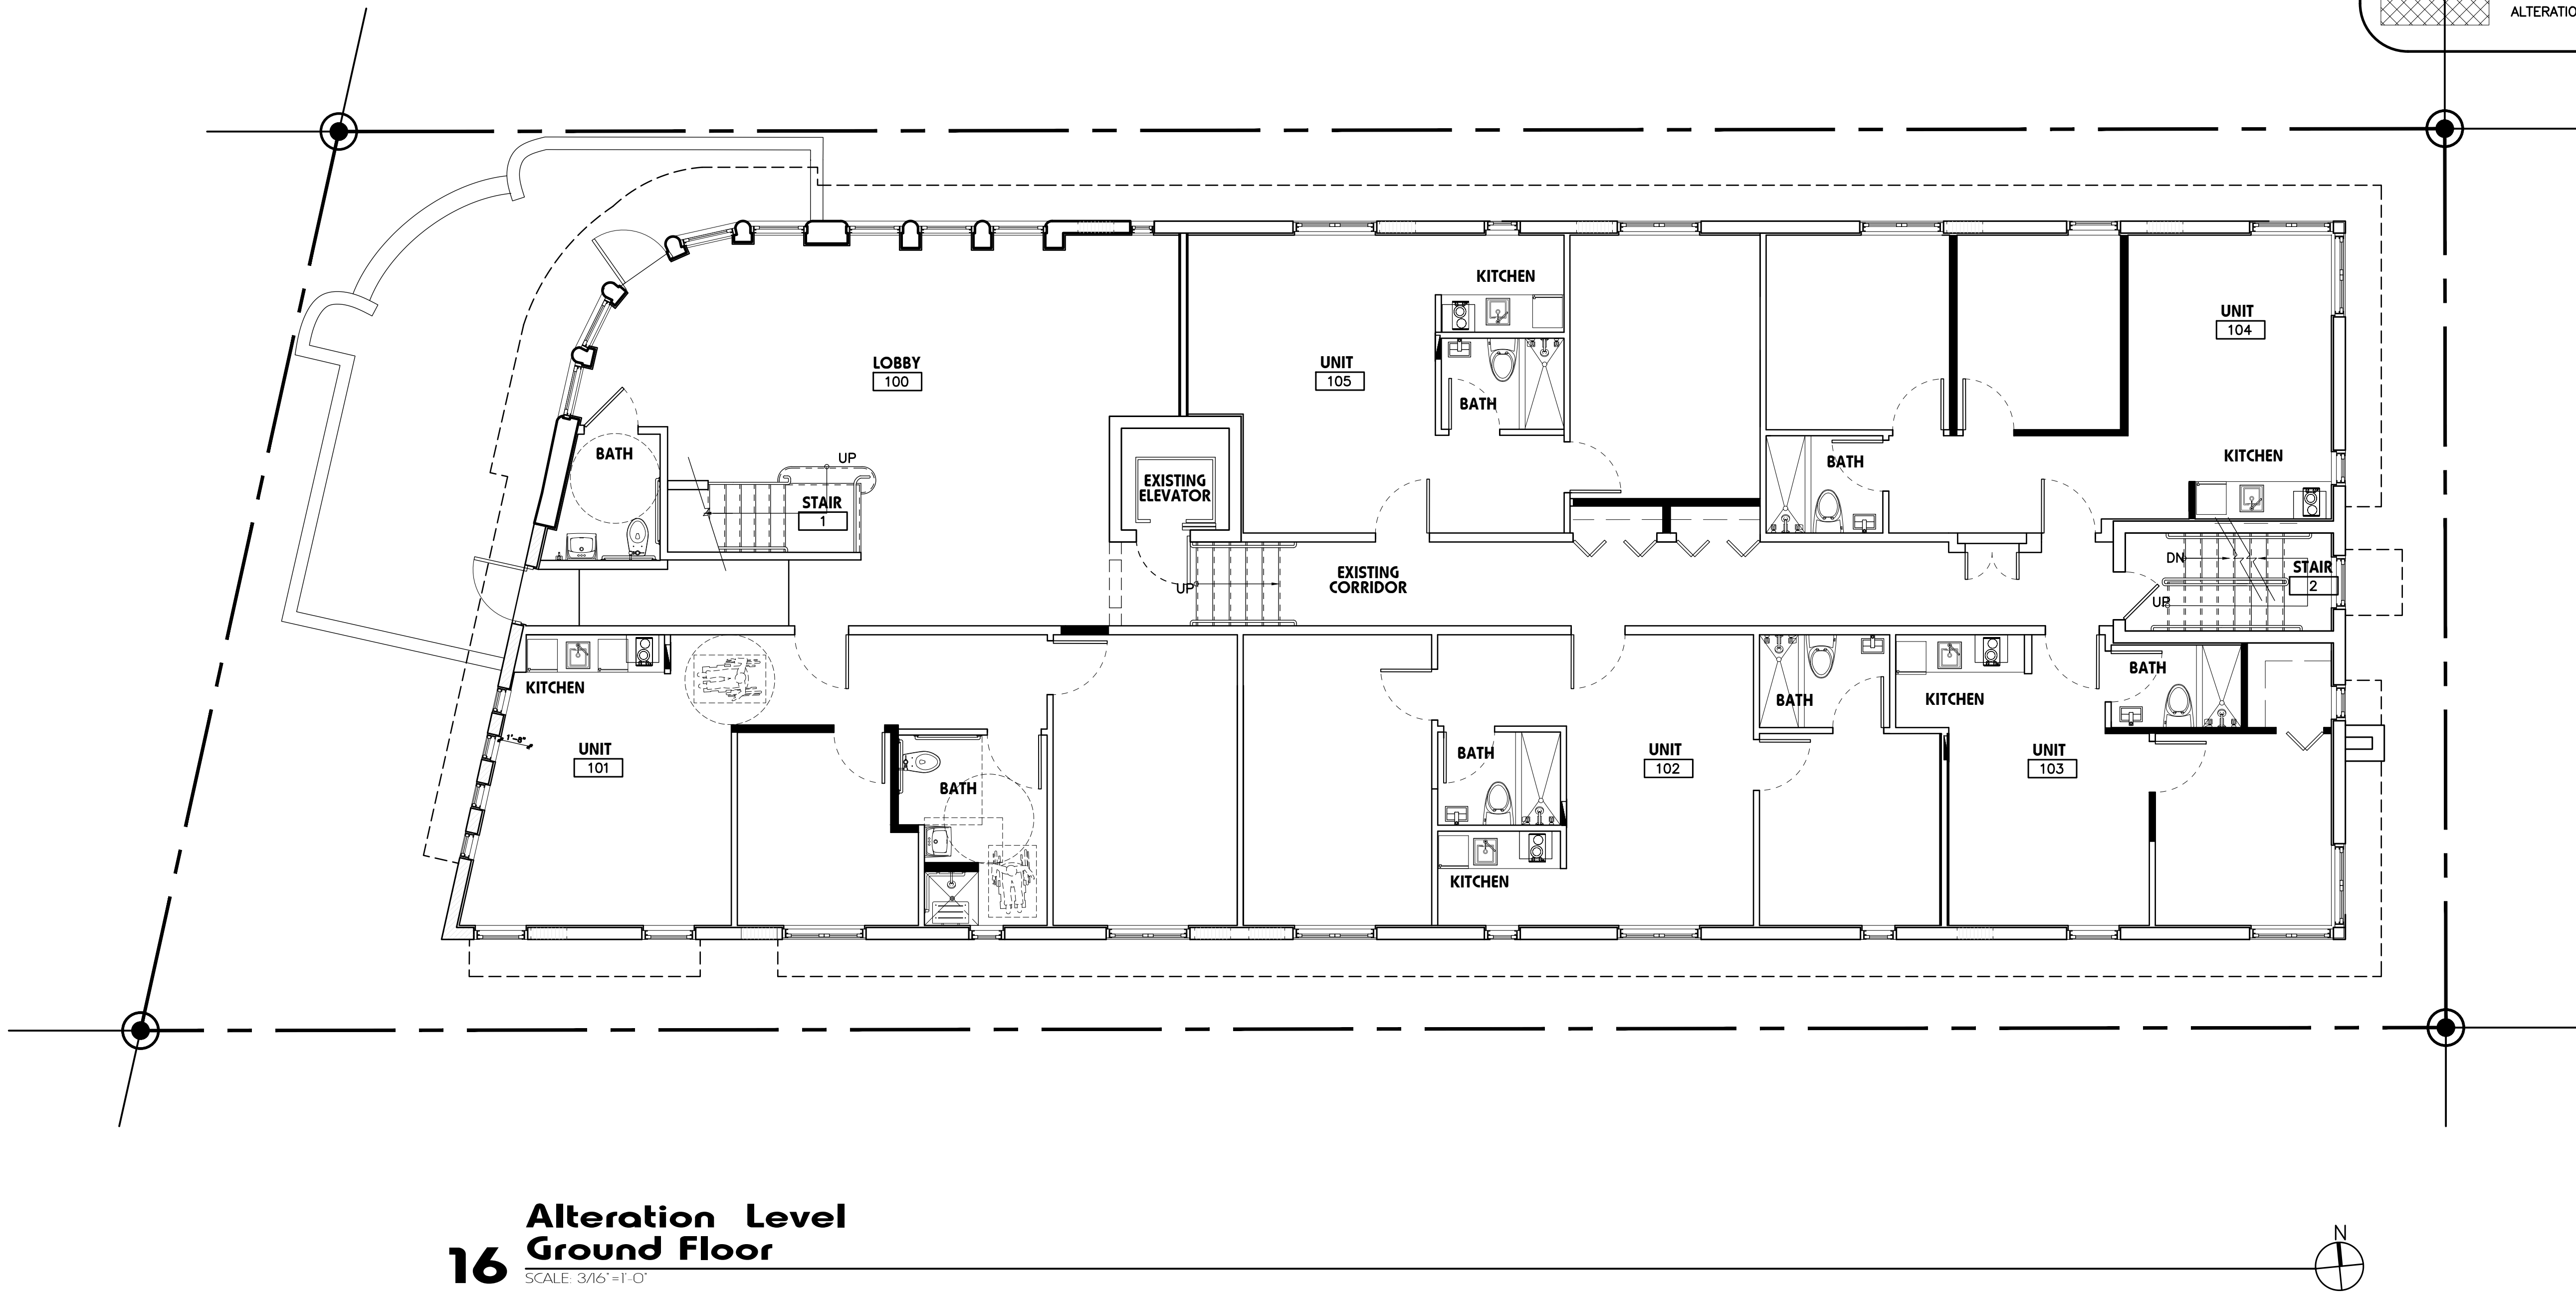 KITCHEN
UNIT
104
LOBBY
100
UNIT
105
BATH
BATH
UP
STAIR
1
EXISTING
ELEVATOR
BATH
KITCHEN
UP
EXISTING
CORRIDOR
DN
UP
STAIR
2
KITCHEN
BATH
KITCHEN
BATH
1'-8"
UNIT
101
BATH
BATH
UNIT
102
UNIT
103
KITCHEN
16
Alteration Level
Ground Floor
SCALE: 3/16"=1'-0"
N